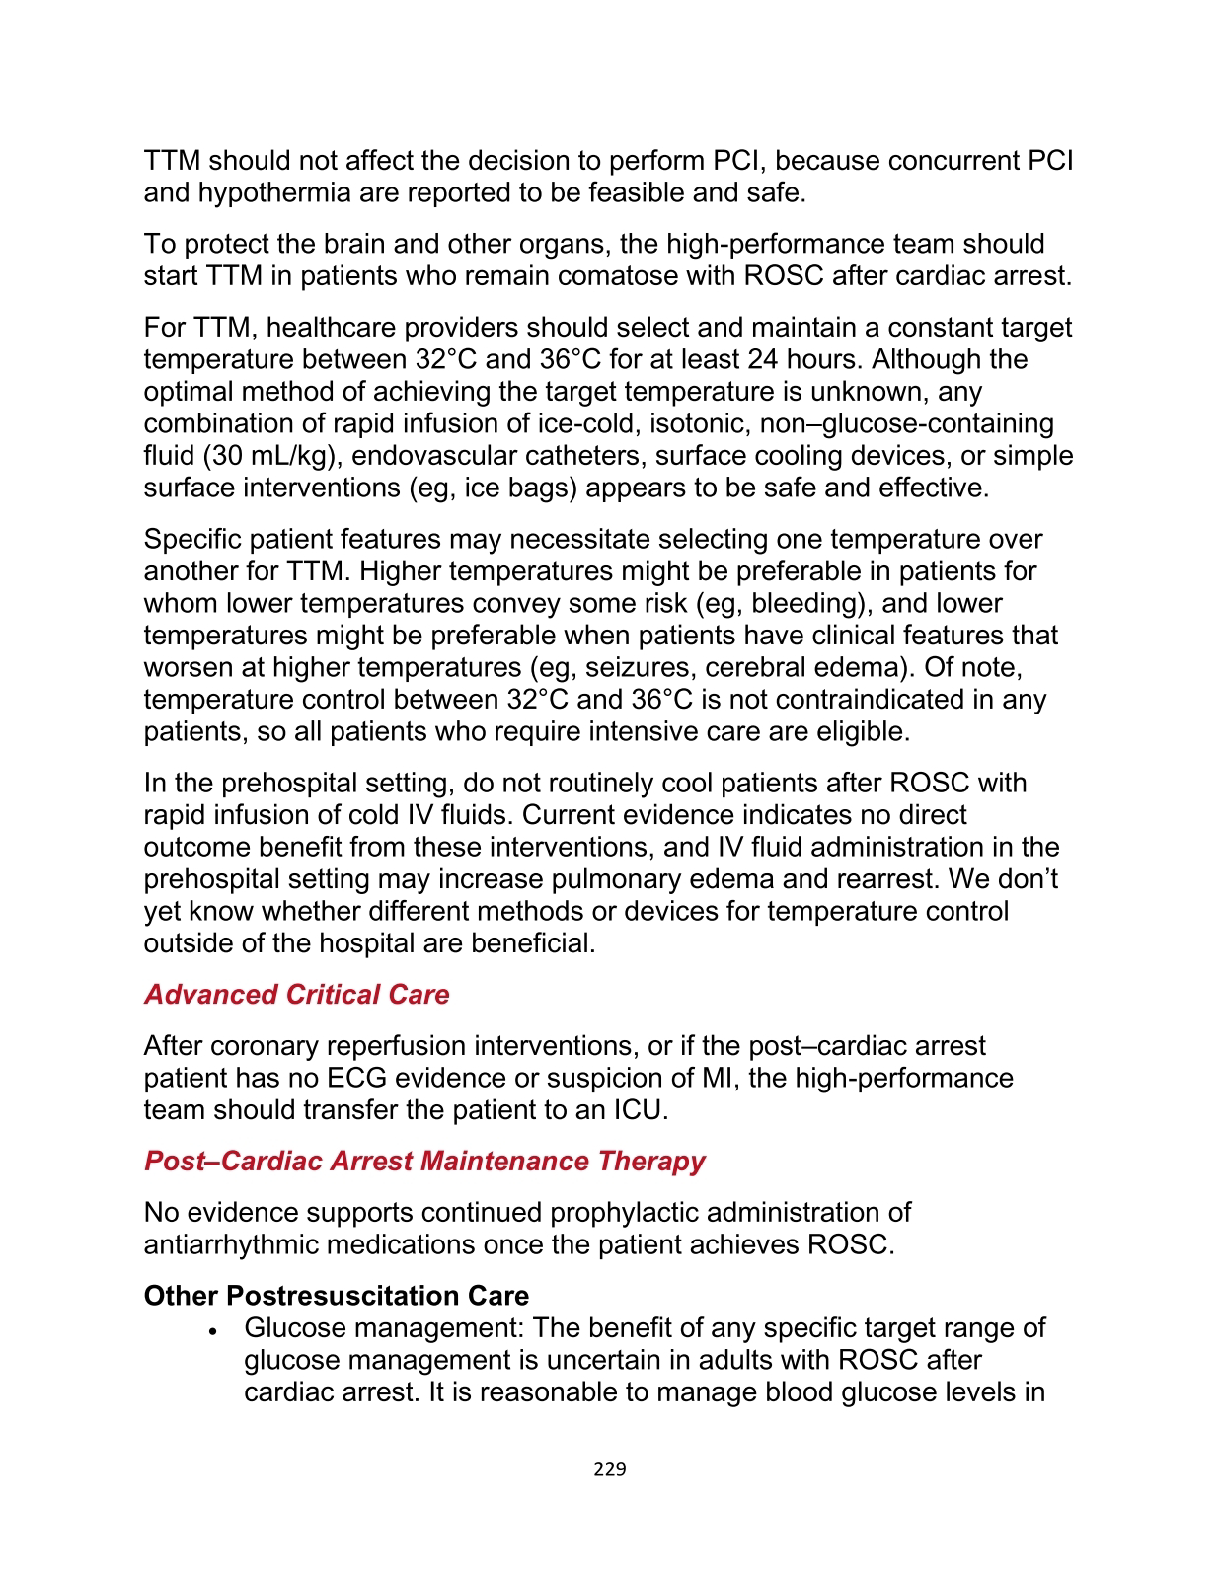 TTM should not affect the decision to perform PCI, because concurrent PCI
and hypothermia are reported to be feasible and safe.
To protect the brain and other organs, the high-performance team should
start TTM in patients who remain comatose with ROSC after cardiac arrest.
For TTM, healthcare providers should select and maintain a constant target
temperature between 32°C and 36°C for at least 24 hours. Although the
optimal method of achieving the target temperature is unknown, any
combination of rapid infusion of ice-cold, isotonic, non–glucose-containing
fluid (30 mL/kg), endovascular catheters, surface cooling devices, or simple
surface interventions (eg, ice bags) appears to be safe and effective.
Specific patient features may necessitate selecting one temperature over
another for TTM. Higher temperatures might be preferable in patients for
whom lower temperatures convey some risk (eg, bleeding), and lower
temperatures might be preferable when patients have clinical features that
worsen at higher temperatures (eg, seizures, cerebral edema). Of note,
temperature control between 32°C and 36°C is not contraindicated in any
patients, so all patients who require intensive care are eligible.
In the prehospital setting, do not routinely cool patients after ROSC with
rapid infusion of cold IV fluids. Current evidence indicates no direct
outcome benefit from these interventions, and IV fluid administration in the
prehospital setting may increase pulmonary edema and rearrest. We don’t
yet know whether different methods or devices for temperature control
outside of the hospital are beneficial.
Advanced Critical Care
After coronary reperfusion interventions, or if the post–cardiac arrest
patient has no ECG evidence or suspicion of MI, the high-performance
team should transfer the patient to an ICU.
Post–Cardiac Arrest Maintenance Therapy
No evidence supports continued prophylactic administration of
antiarrhythmic medications once the patient achieves ROSC.
Other Postresuscitation Care
• Glucose management: The benefit of any specific target range of
glucose management is uncertain in adults with ROSC after
cardiac arrest. It is reasonable to manage blood glucose levels in
229